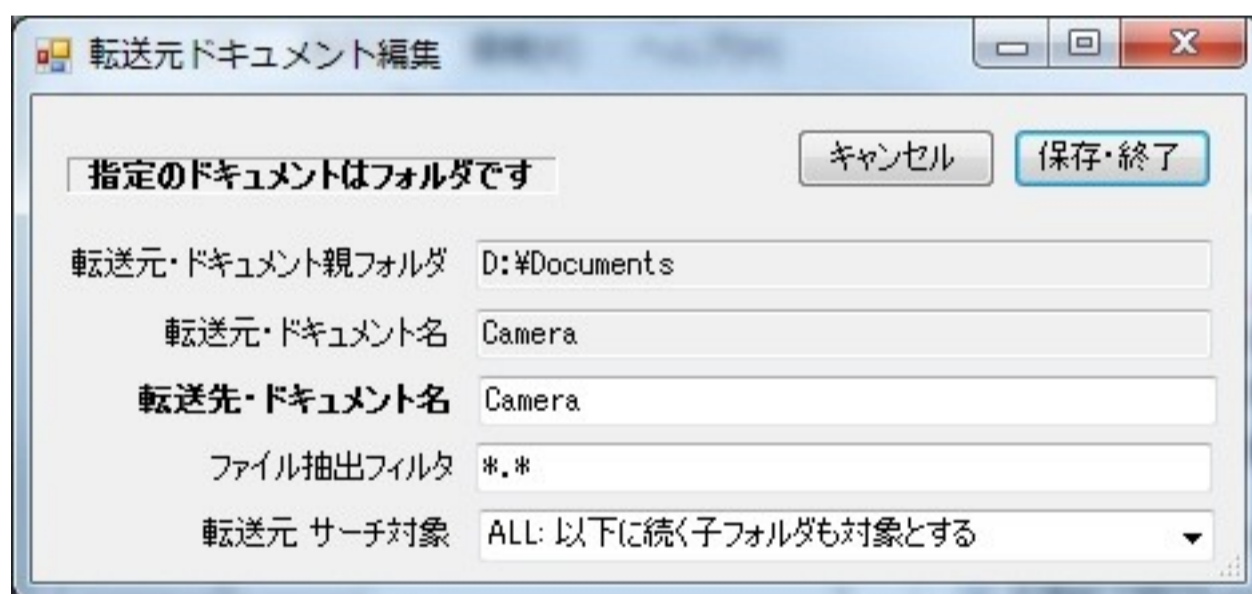 転送元ドキュメント編集
キャンセル
保存・終了
指定のドキュメントはフォルダです
転送元・ドキュメント親フォルダ D:¥Documents
転送元・ドキュメント名 Camera
転送先・ドキュメント名 Camera
ファイル抽出フィルタ *.*
転送元 サーチ対象 ALL: 以下に続く子フォルダも対象とする